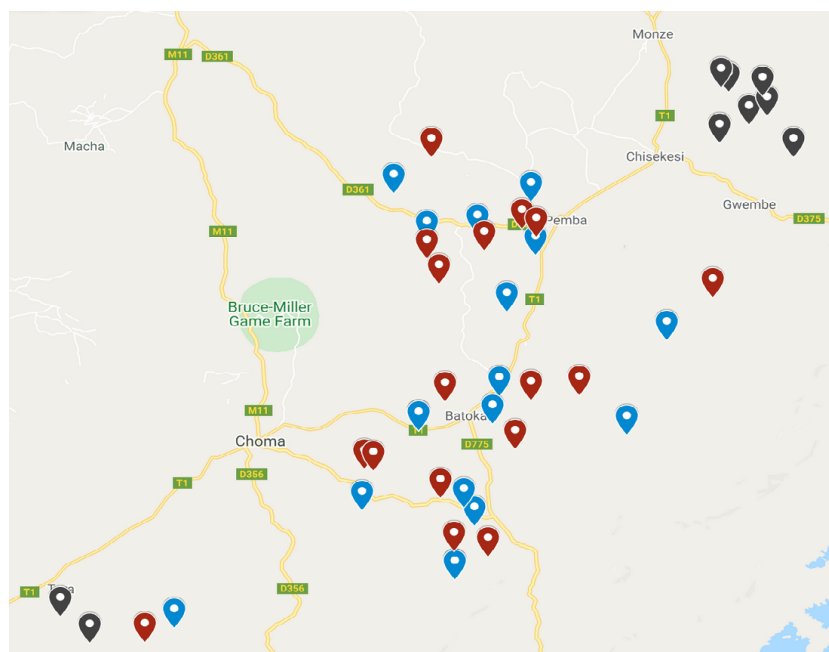 Monze
M11
D361
T1
Macha
Chisekesi
D361
Gwembe
Pemba
D375
M11
T1
Bruce-Miller
Game Farm
M11
Batoka
Choma
D775
D356
T1
D356
T1